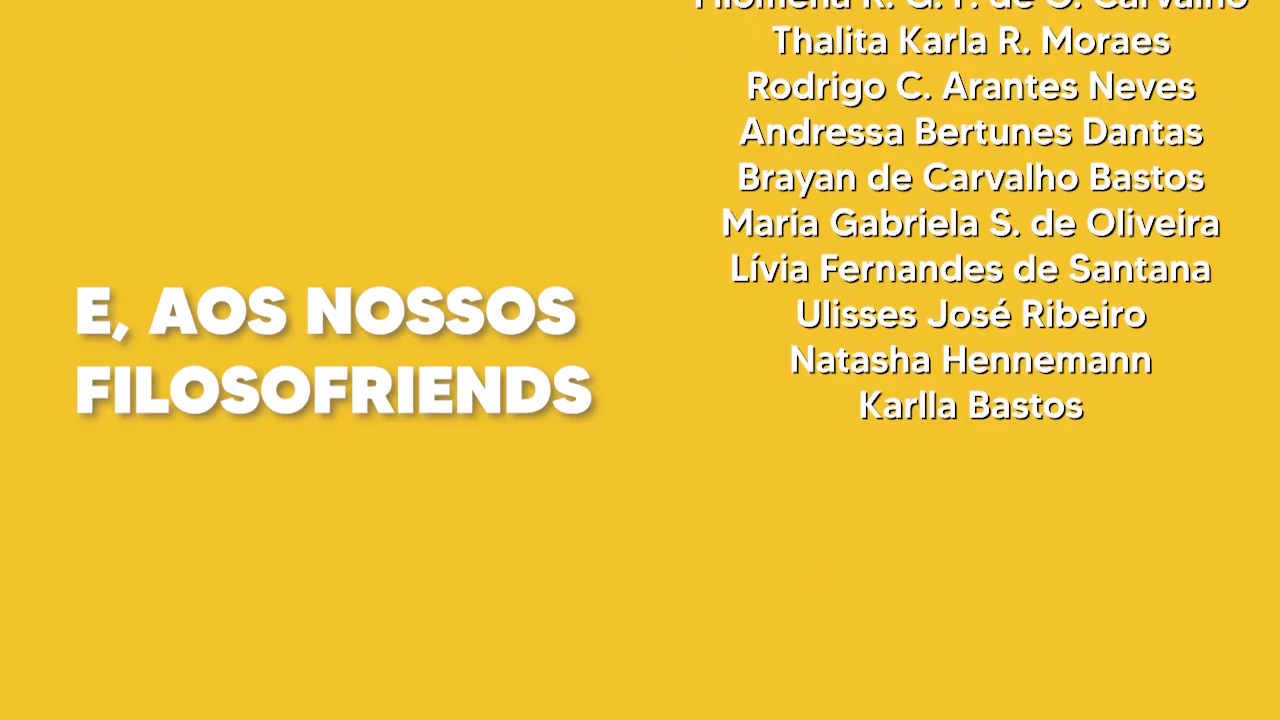 E, AOS NOSSOS
FILOSOFRIENDS
Thalita Karla R. Moraes
Rodrigo C. Arantes Neves
Andressa Bertunes Dantas
Brayan de Carvalho Bastos
Maria Gabriela S. de Oliveira
Lívia Fernandes de Santana
Ulisses José Ribeiro
Natasha Hennemann
Karlla Bastos